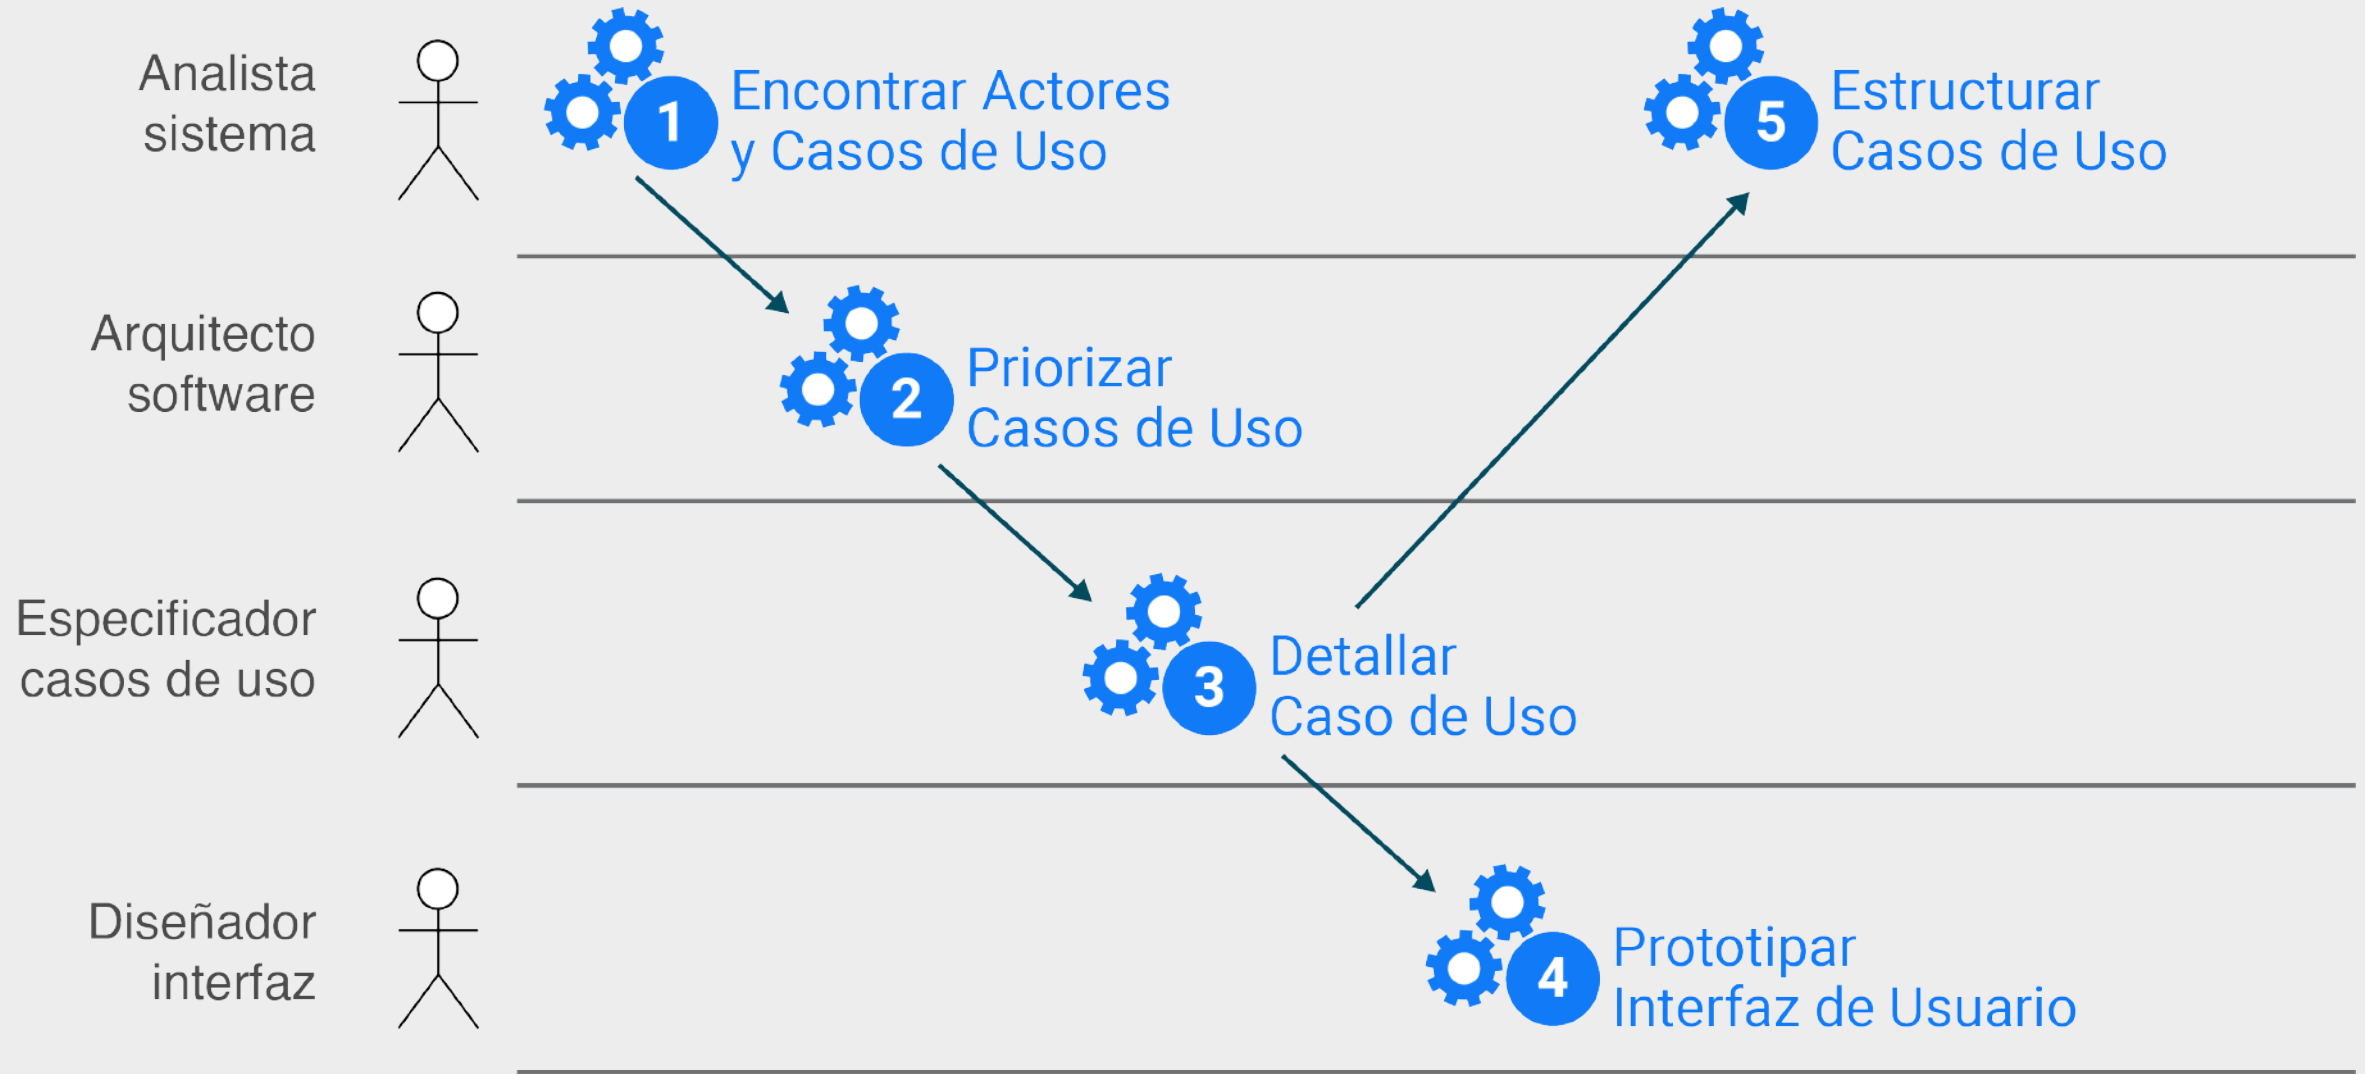 Analista
sistema
1
Encontrar Actores
y Casos de Uso
5
Estructurar
Casos de Uso
Arquitecto
software
2
Priorizar
Casos de Uso
Especificador
casos de uso
3
Detallar
Caso de Uso
Diseñador
interfaz
4
Prototipar
Interfaz de Usuario